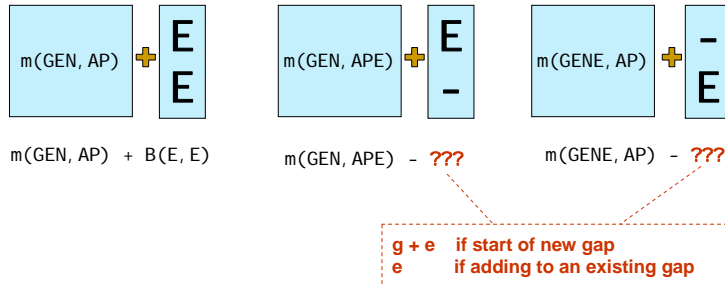 m(GEN, AP) + E E
m(GEN, APE) + E -
m(GENE, AP) + - E
m(GEN, AP) + B(E, E)
m(GEN, APE) - ???
m(GENE, AP) - ???
g + e if start of new gap
e if adding to an existing gap